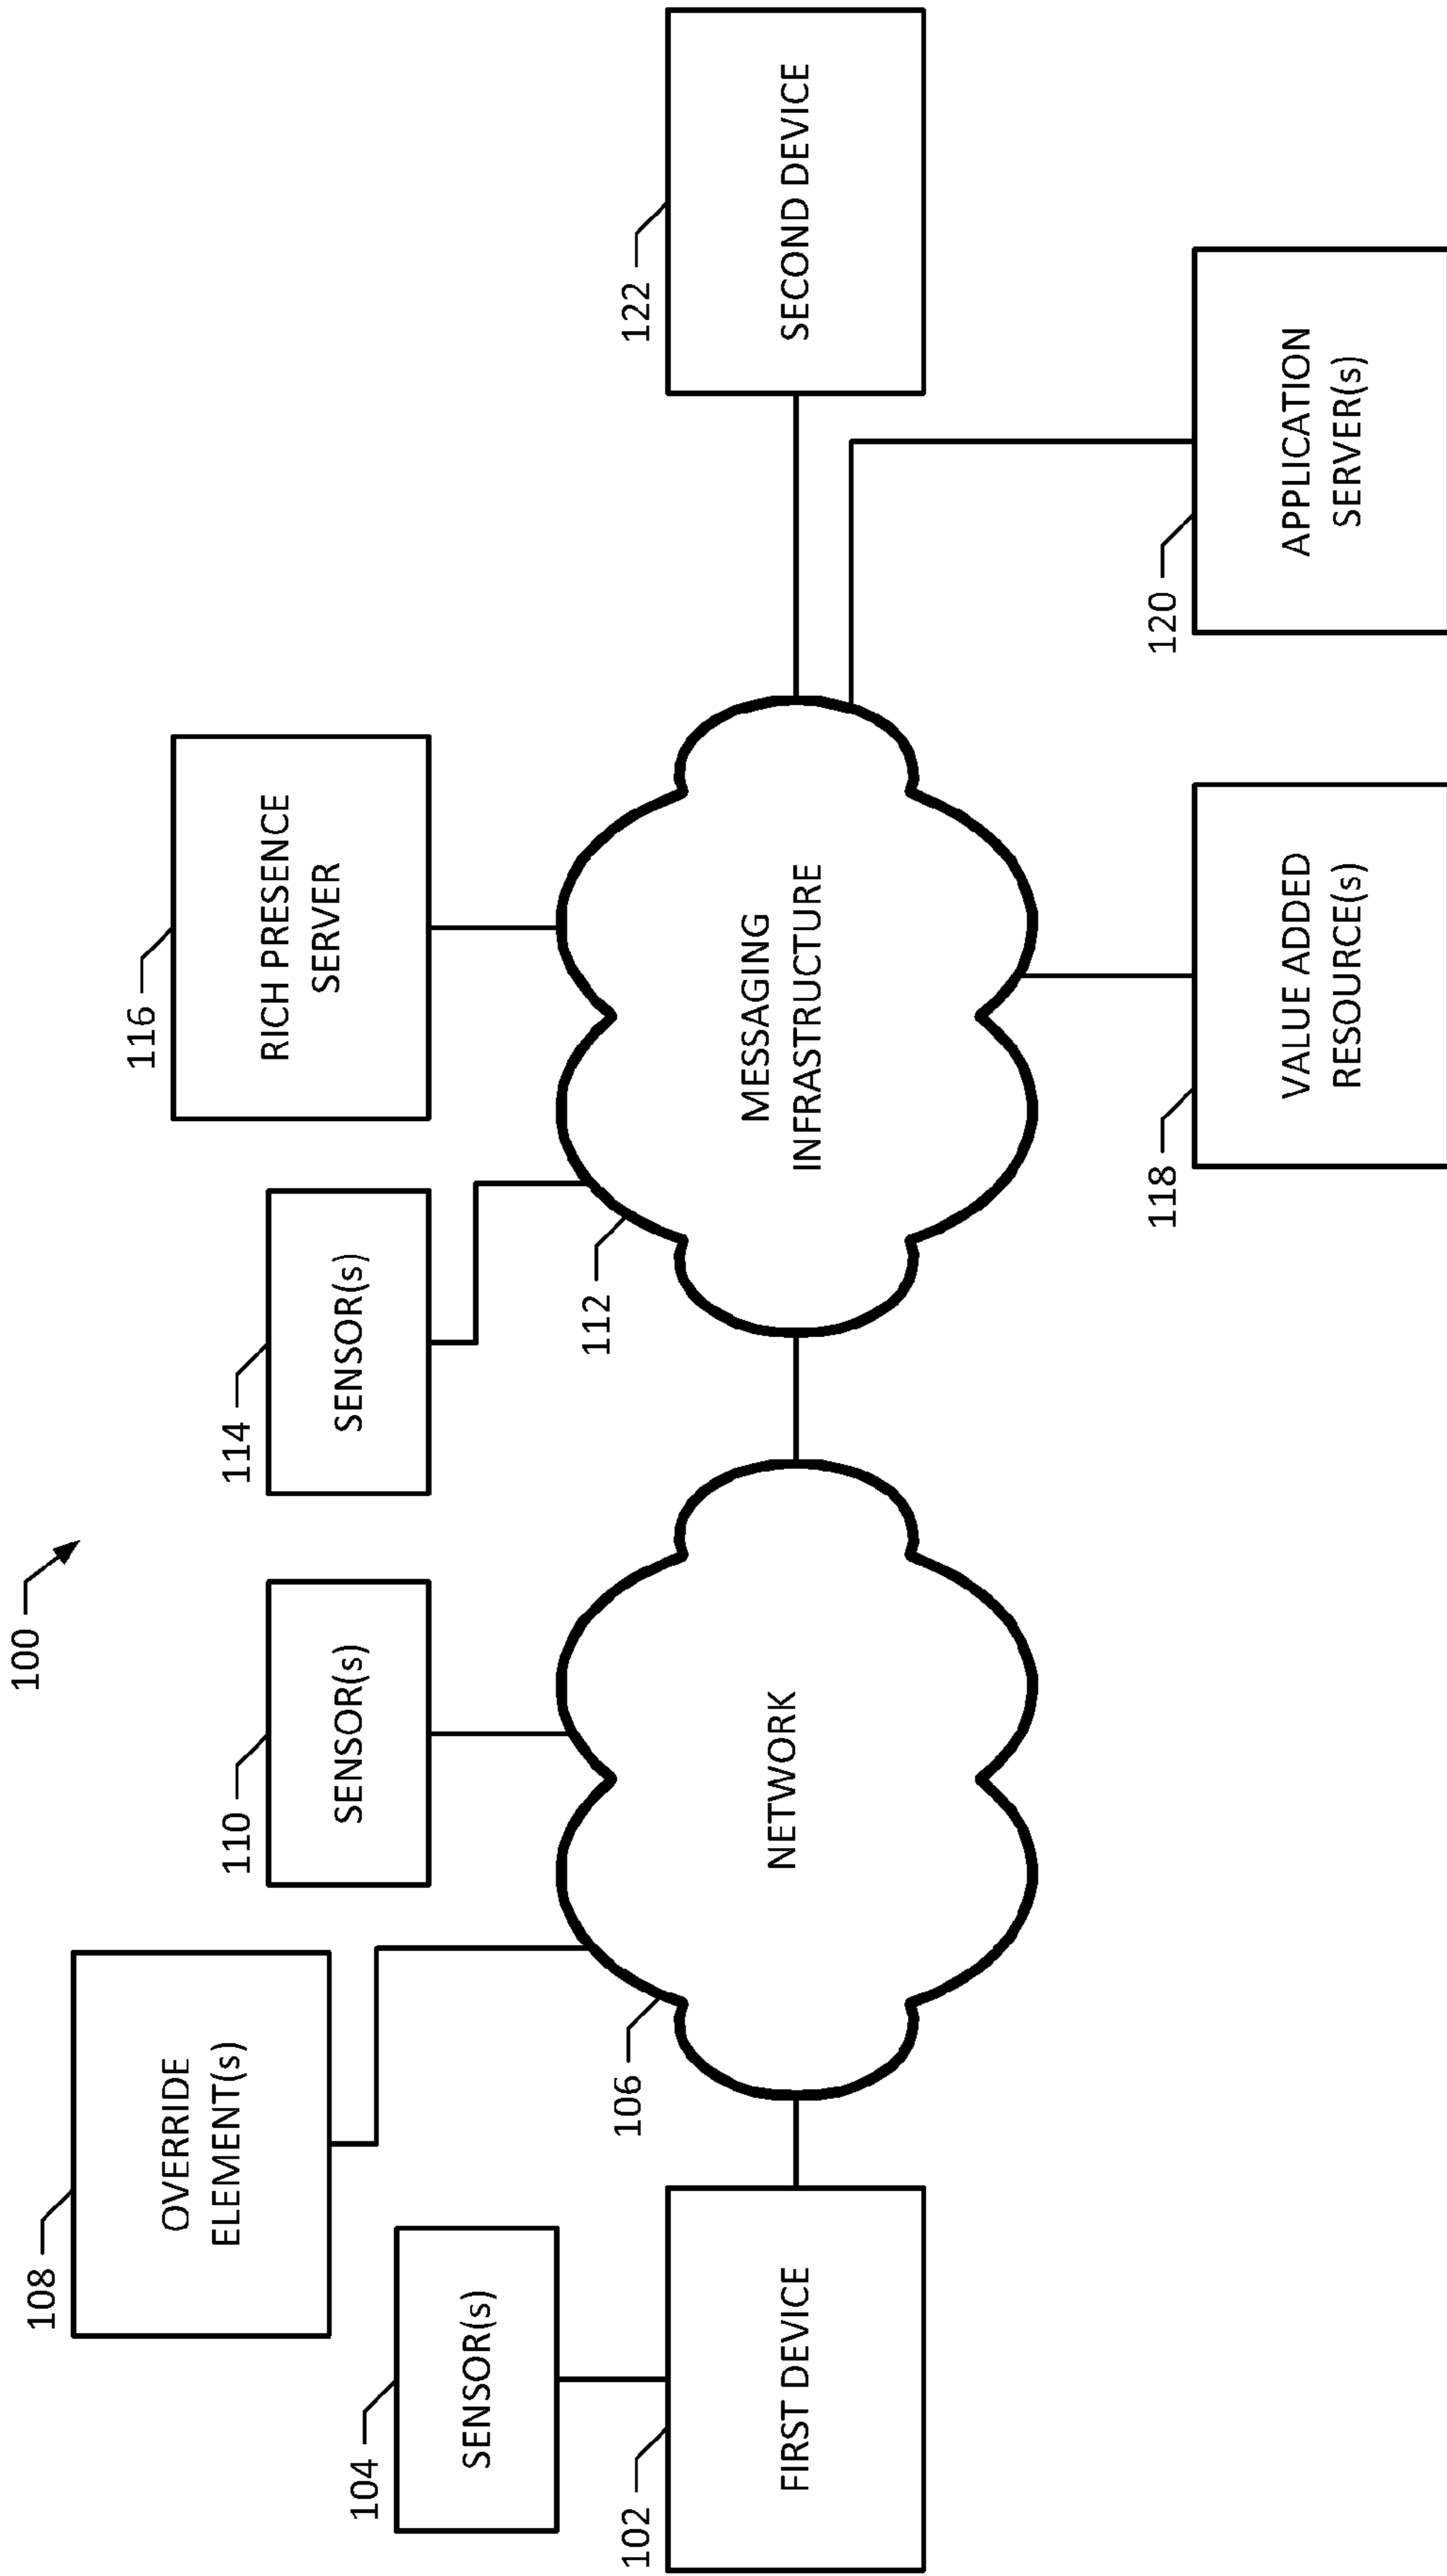 100
108
OVERRIDE
ELEMENT(s)
110
SENSOR(s)
114
SENSOR(s)
116
RICH PRESENCE
SERVER
104
SENSOR(s)
102
FIRST DEVICE
106
NETWORK
112
MESSAGING
INFRASTRUCTURE
122
SECOND DEVICE
118
VALUE ADDED
RESOURCE(s)
120
APPLICATION
SERVER(s)